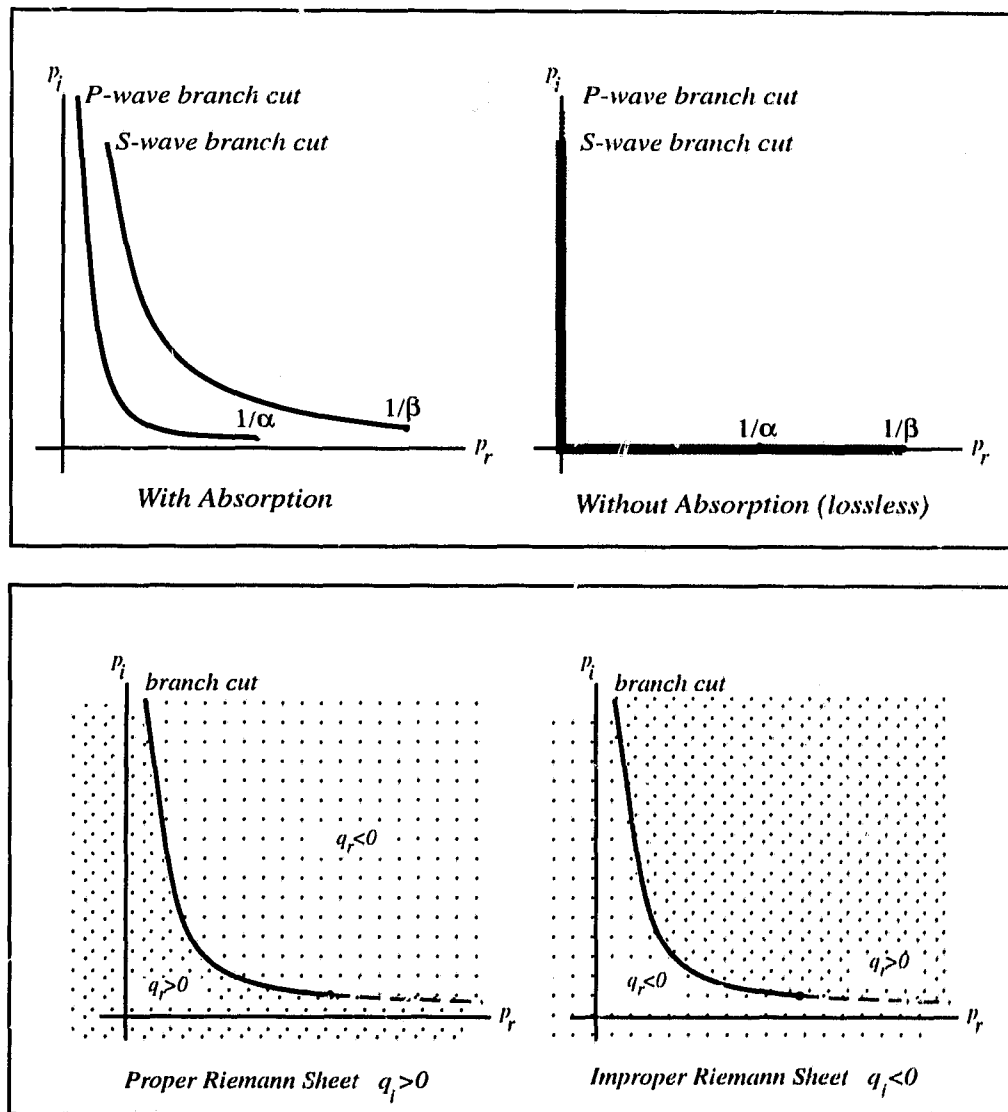 p_i
P-wave branch cut
S-wave branch cut
1/α
1/β
p_r
With Absorption
p_i
P-wave branch cut
S-wave branch cut
1/α
1/β
p_r
Without Absorption (lossless)
p_i
branch cut
q_r<0
q_r>0
p_r
Proper Riemann Sheet q_i>0
p_i
branch cut
q_r>0
q_r<0
p_r
Improper Riemann Sheet q_i<0